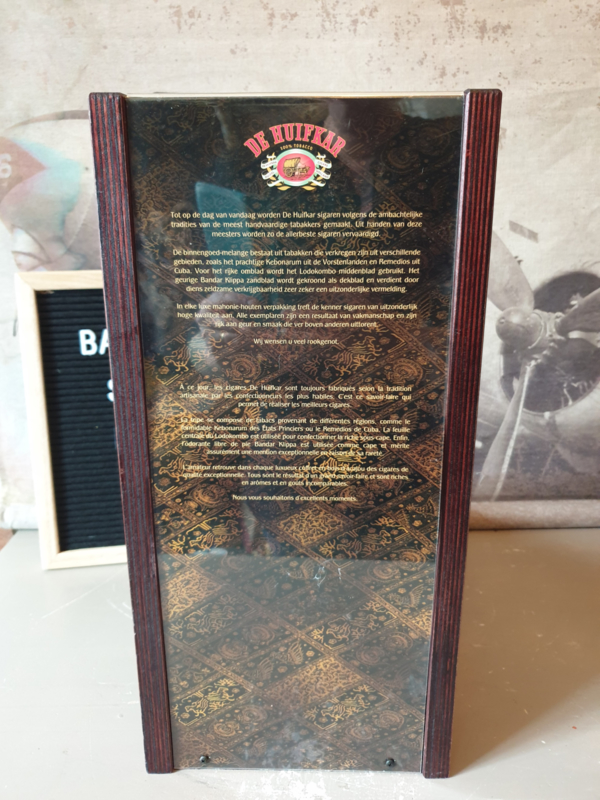 DE HUIFKAR
100% TOBACCO
Tot op de dag van vandaag worden De Huifkar sigaren volgens de ambachtelijke
tradities van de meest handvaardige tabakkers gemaakt. Uit handen van deze
meesters worden zo de allerbeste sigaren vervaardigd.
De binnengoed-melange bestaat uit tabakken die verkregen zijn uit verschillende
gebieden, zoals het prachtige Kebonarum uit de Vorstenlanden en Remedios uit
Cuba. Voor het rijke omblad wordt het Lodokombo middenblad gebruikt. Het
geurige Bandar Nippa zandblad wordt gekroond als dekblad en verdient door
diens zeldzame verkrijgbaarheid zeer zeker een uitzonderlijke vermelding.
In elke luxe mahonie-houten verpakking treft de kenner sigaren van uitzonderlijk
hoge kwaliteit aan. Alle exemplaren zijn een resultaat van vakmanschap en zijn
rijk aan geur en smaak die ver boven anderen uittorent.
Wij wensen u veel rookgenot.
À ce jour, les cigares De Huifkar sont toujours fabriqués selon la tradition
artisanale par les confectionneurs les plus habiles. C'est ce savoir-faire qui
permet de réaliser les meilleurs cigares.
La tripe se compose de tabacs provenant de différentes régions, comme le
formidable Kebonarum des États Princiers ou le Remedios de Cuba. La feuille
centrale du Lodokombo est utilisée pour confectionner la riche sous-cape. Enfin,
l'odorante libre de pie Bandar Nippa est utilisée comme cape et mérite
assurément une mention exceptionnelle en raison de sa rareté.
L'amateur retrouve dans chaque luxueux coffret en bois d'acajou des cigares de
qualité exceptionnelle. Tous sont le résultat d'un grand savoir-faire et sont riches
en arômes et en goûts incomparables.
Nous vous souhaitons d'excellents moments.
BA
S